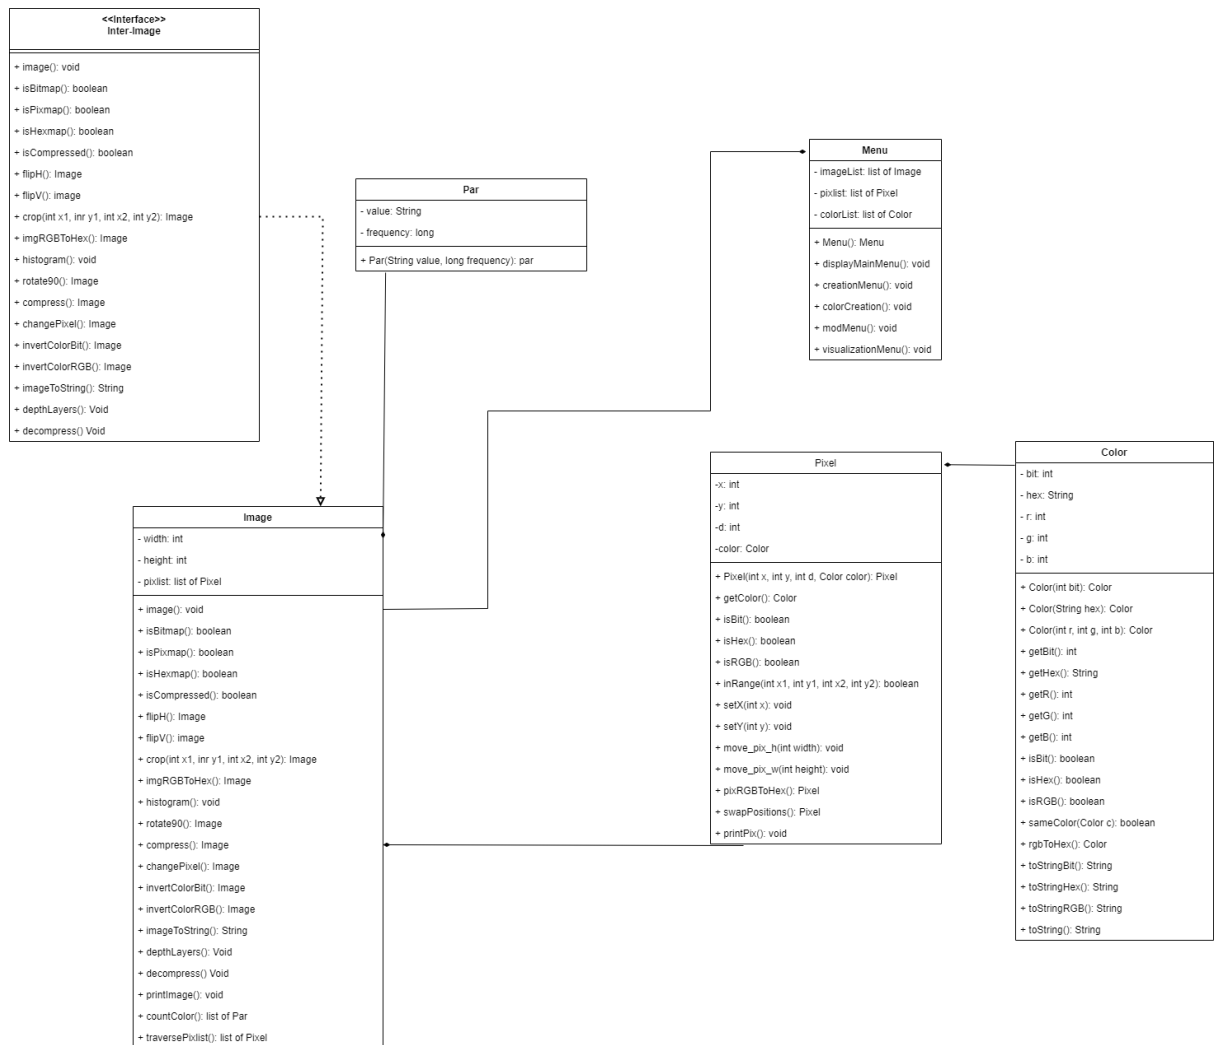 <<Interface>>
Inter-Image
+ image(): void
+ isBitmap(): boolean
+ isPixmap(): boolean
+ isHexmap(): boolean
+ isCompressed(): boolean
+ flipH(): Image
+ flipV(): image
+ crop(int x1, inr y1, int x2, int y2): Image
+ imgRGBToHex(): Image
+ histogram(): void
+ rotate90(): Image
+ compress(): Image
+ changePixel(): Image
+ invertColorBit(): Image
+ invertColorRGB(): Image
+ imageToString(): String
+ depthLayers(): Void
+ decompress() Void
Par
- value: String
- frequency: long
+ Par(String value, long frequency): par
Menu
- imageList: list of Image
- pixlist: list of Pixel
- colorList: list of Color
+ Menu(): Menu
+ displayMainMenu(): void
+ creationMenu(): void
+ colorCreation(): void
+ modMenu(): void
+ visualizationMenu(): void
Image
- width: int
- height: int
- pixlist: list of Pixel
+ image(): void
+ isBitmap(): boolean
+ isPixmap(): boolean
+ isHexmap(): boolean
+ isCompressed(): boolean
+ flipH(): Image
+ flipV(): image
+ crop(int x1, inr y1, int x2, int y2): Image
+ imgRGBToHex(): Image
+ histogram(): void
+ rotate90(): Image
+ compress(): Image
+ changePixel(): Image
+ invertColorBit(): Image
+ invertColorRGB(): Image
+ imageToString(): String
+ depthLayers(): Void
+ decompress() Void
+ printImage(): void
+ countColor(): list of Par
+ traversePixlist(): list of Pixel
Pixel
-x: int
-y: int
-d: int
-color: Color
+ Pixel(int x, int y, int d, Color color): Pixel
+ getColor(): Color
+ isBit(): boolean
+ isHex(): boolean
+ isRGB(): boolean
+ inRange(int x1, int y1, int x2, int y2): boolean
+ setX(int x): void
+ setY(int y): void
+ move_pix_h(int width): void
+ move_pix_w(int height): void
+ pixRGBToHex(): Pixel
+ swapPositions(): Pixel
+ printPix(): void
Color
- bit: int
- hex: String
- r: int
- g: int
- b: int
+ Color(int bit): Color
+ Color(String hex): Color
+ Color(int r, int g, int b): Color
+ getBit(): int
+ getHex(): String
+ getR(): int
+ getG(): int
+ getB(): int
+ isBit(): boolean
+ isHex(): boolean
+ isRGB(): boolean
+ sameColor(Color c): boolean
+ rgbToHex(): Color
+ toStringBit(): String
+ toStringHex(): String
+ toStringRGB(): String
+ toString(): String